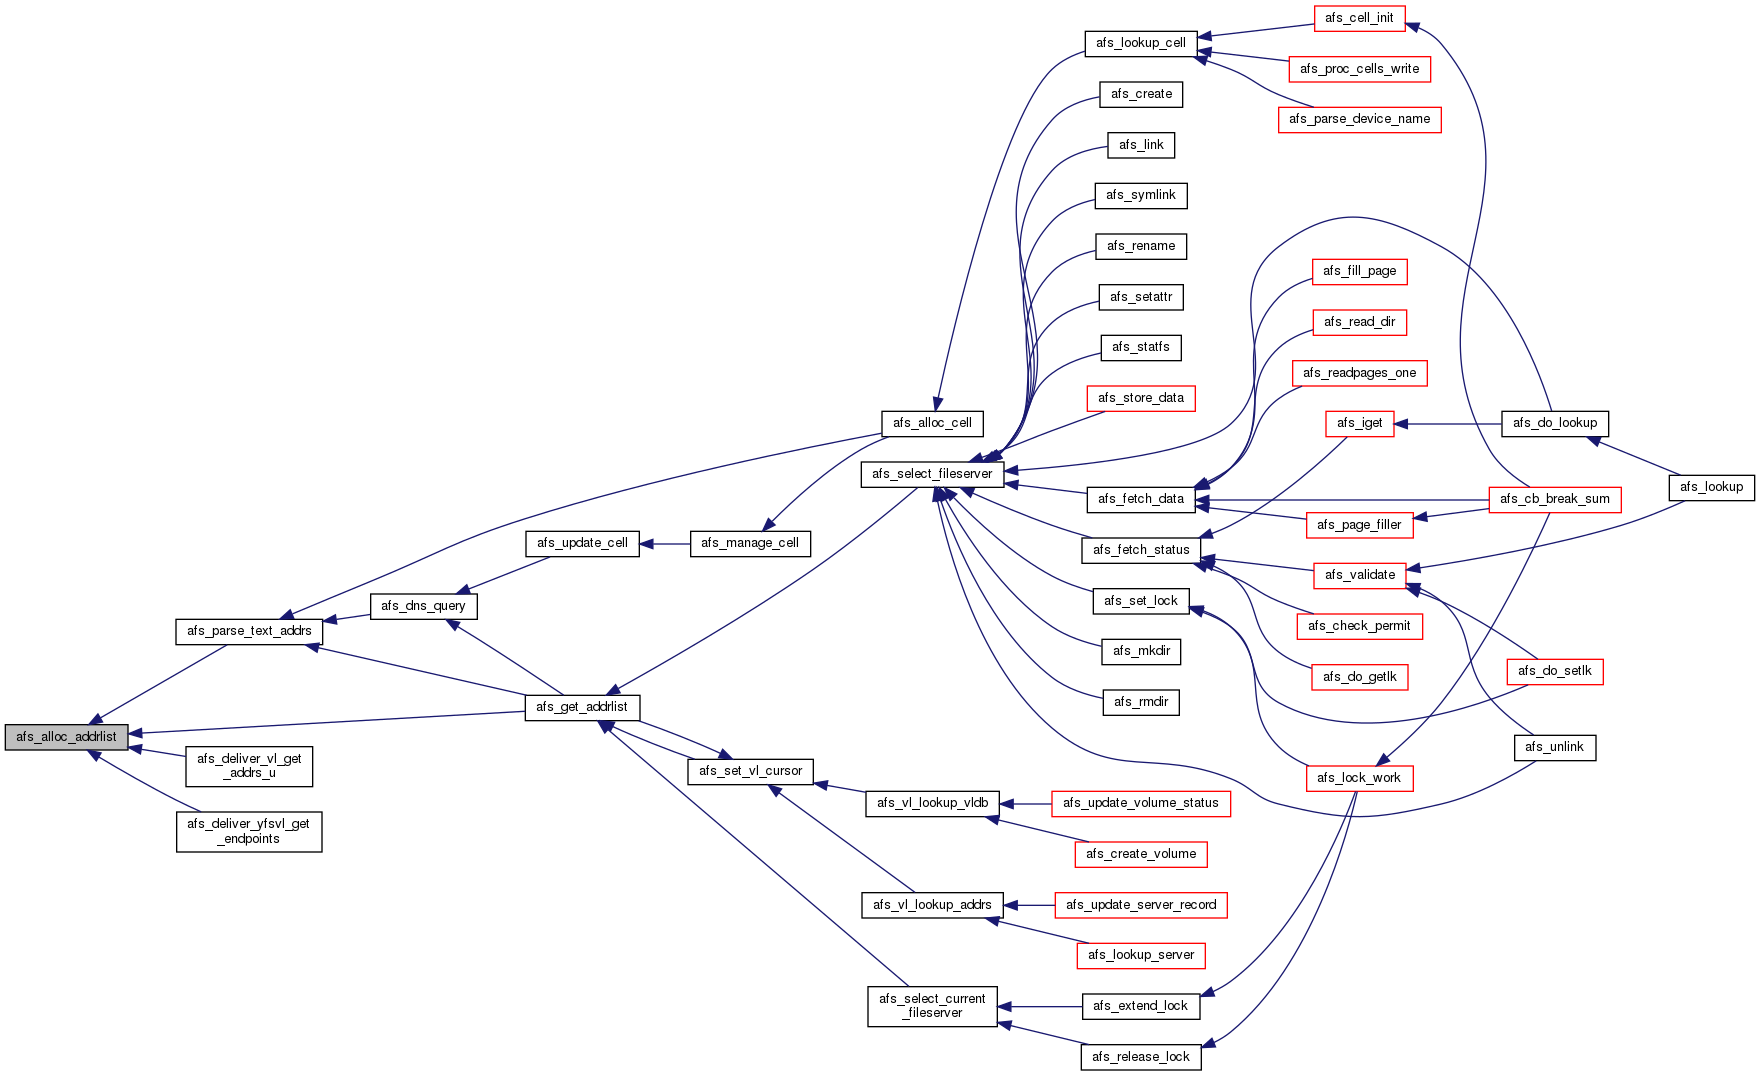 afs_cell_init
afs_lookup_cell
afs_proc_cells_write
afs_create
afs_parse_device_name
afs_link
afs_symlink
afs_rename
afs_fill_page
afs_setattr
afs_read_dir
afs_statfs
afs_readpages_one
afs_store_data
afs_alloc_cell
afs_iget
afs_do_lookup
afs_select_fileserver
afs_lookup
afs_fetch_data
afs_cb_break_sum
afs_page_filler
afs_update_cell
afs_manage_cell
afs_fetch_status
afs_validate
afs_dns_query
afs_set_lock
afs_parse_text_addrs
afs_check_permit
afs_mkdir
afs_do_getlk
afs_do_setlk
afs_get_addrlist
afs_rmdir
afs_alloc_addrlist
afs_unlink
afs_deliver_vl_get
_addrs_u
afs_set_vl_cursor
afs_lock_work
afs_vl_lookup_vldb
afs_update_volume_status
afs_deliver_yfsvl_get
_endpoints
afs_create_volume
afs_vl_lookup_addrs
afs_update_server_record
afs_lookup_server
afs_select_current
_fileserver
afs_extend_lock
afs_release_lock